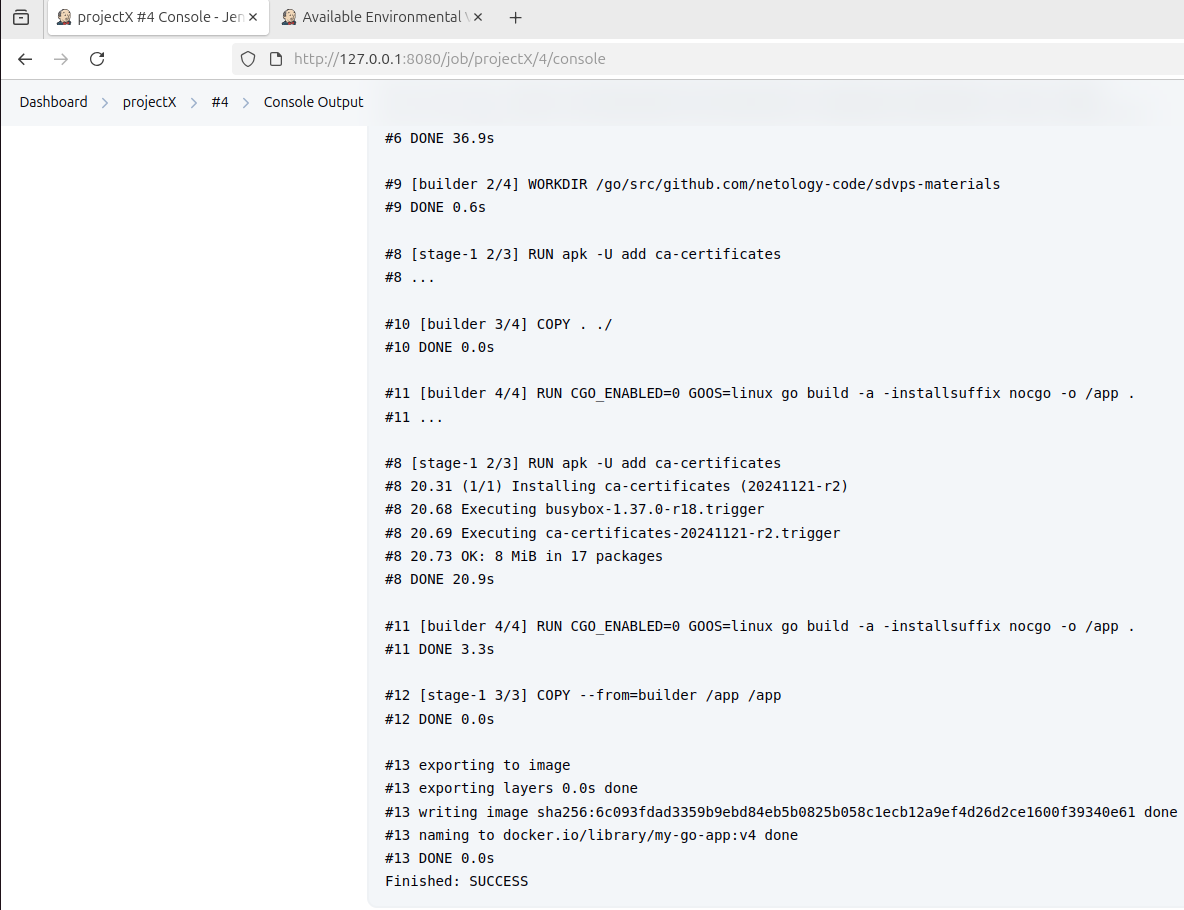 projectX #4 Console - Jen
Available Environmental
http://127.0.0.1:8080/job/projectX/4/console
Dashboard
projectX
#4
Console Output
#6 DONE 36.9s
#9 [builder 2/4] WORKDIR /go/src/github.com/netology-code/sdvps-materials
#9 DONE 0.6s
#8 [stage-1 2/3] RUN apk -U add ca-certificates
#8 ...
#10 [builder 3/4] COPY . ./
#10 DONE 0.0s
#11 [builder 4/4] RUN CGO_ENABLED=0 GOOS=linux go build -a -installsuffix nocgo -o /app .
#11 ...
#8 [stage-1 2/3] RUN apk -U add ca-certificates
#8 20.31 (1/1) Installing ca-certificates (20241121-r2)
#8 20.68 Executing busybox-1.37.0-r18.trigger
#8 20.69 Executing ca-certificates-20241121-r2.trigger
#8 20.73 OK: 8 MiB in 17 packages
#8 DONE 20.9s
#11 [builder 4/4] RUN CGO_ENABLED=0 GOOS=linux go build -a -installsuffix nocgo -o /app .
#11 DONE 3.3s
#12 [stage-1 3/3] COPY --from=builder /app /app
#12 DONE 0.0s
#13 exporting to image
#13 exporting layers 0.0s done
#13 writing image sha256:6c093fdad3359b9ebd84eb5b0825b058c1ecb12a9ef4d26d2ce1600f39340e61 done
#13 naming to docker.io/library/my-go-app:v4 done
#13 DONE 0.0s
Finished: SUCCESS